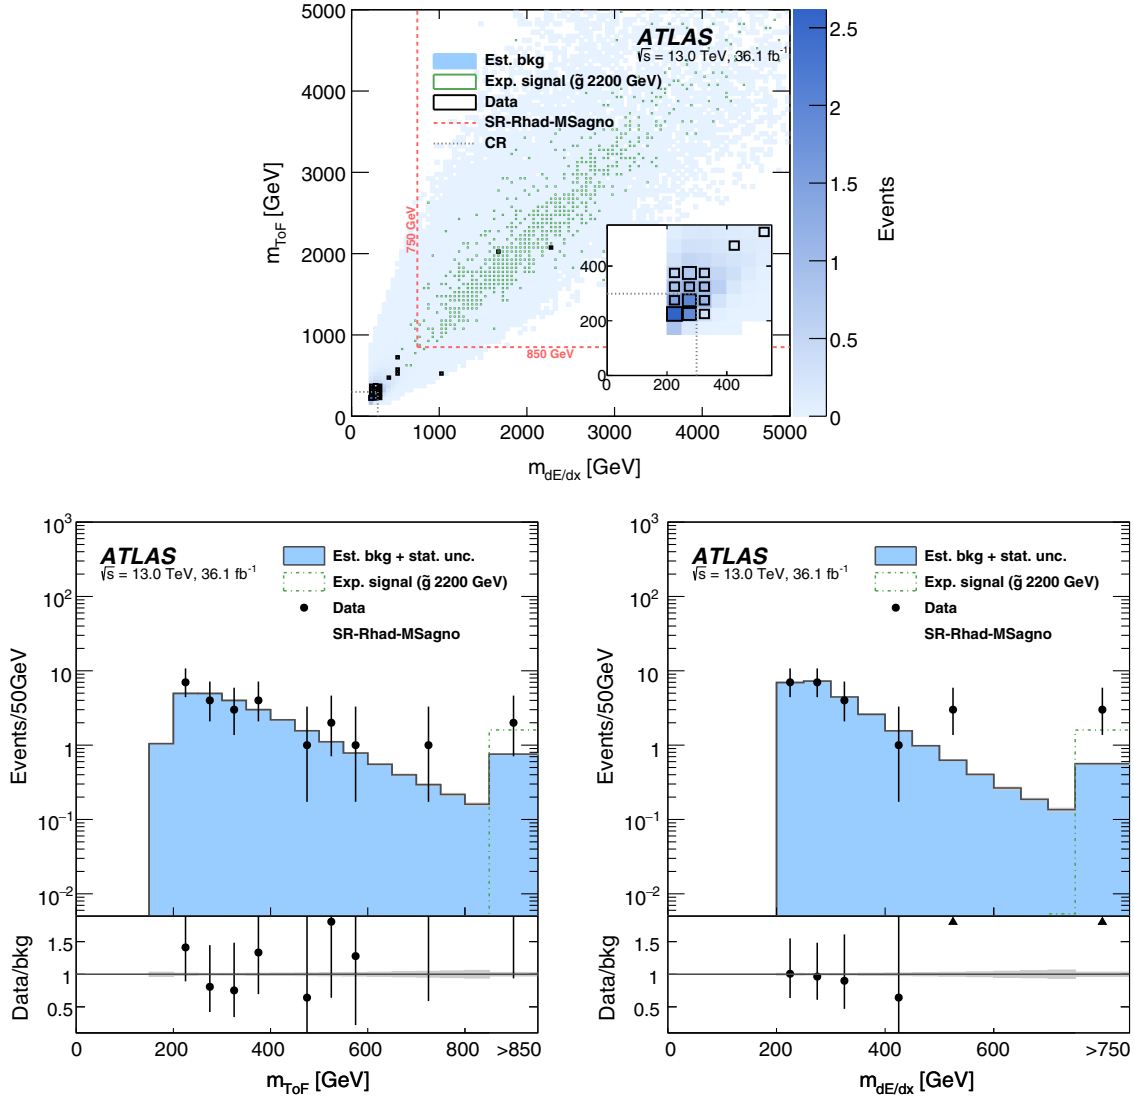 5000
4000
3000
2000
1000
0
m_ToF [GeV]
ATLAS
√s = 13.0 TeV, 36.1 fb⁻¹
Est. bkg
Exp. signal (g̃ 2200 GeV)
Data
SR-Rhad-MSagno
CR
750 GeV
850 GeV
400
200
0
0 200 400
0 1000 2000 3000 4000 5000
m_dE/dx [GeV]
2.5
2
1.5
1
0.5
0
Events
10³
10²
10
1
10⁻¹
10⁻²
Events/50GeV
ATLAS
√s = 13.0 TeV, 36.1 fb⁻¹
Est. bkg + stat. unc.
Exp. signal (g̃ 2200 GeV)
Data
SR-Rhad-MSagno
1.5
1
0.5
Data/bkg
0 200 400 600 800 >850
m_ToF [GeV]
10³
10²
10
1
10⁻¹
10⁻²
Events/50GeV
ATLAS
√s = 13.0 TeV, 36.1 fb⁻¹
Est. bkg + stat. unc.
Exp. signal (g̃ 2200 GeV)
Data
SR-Rhad-MSagno
1.5
1
0.5
Data/bkg
0 200 400 600 >750
m_dE/dx [GeV]